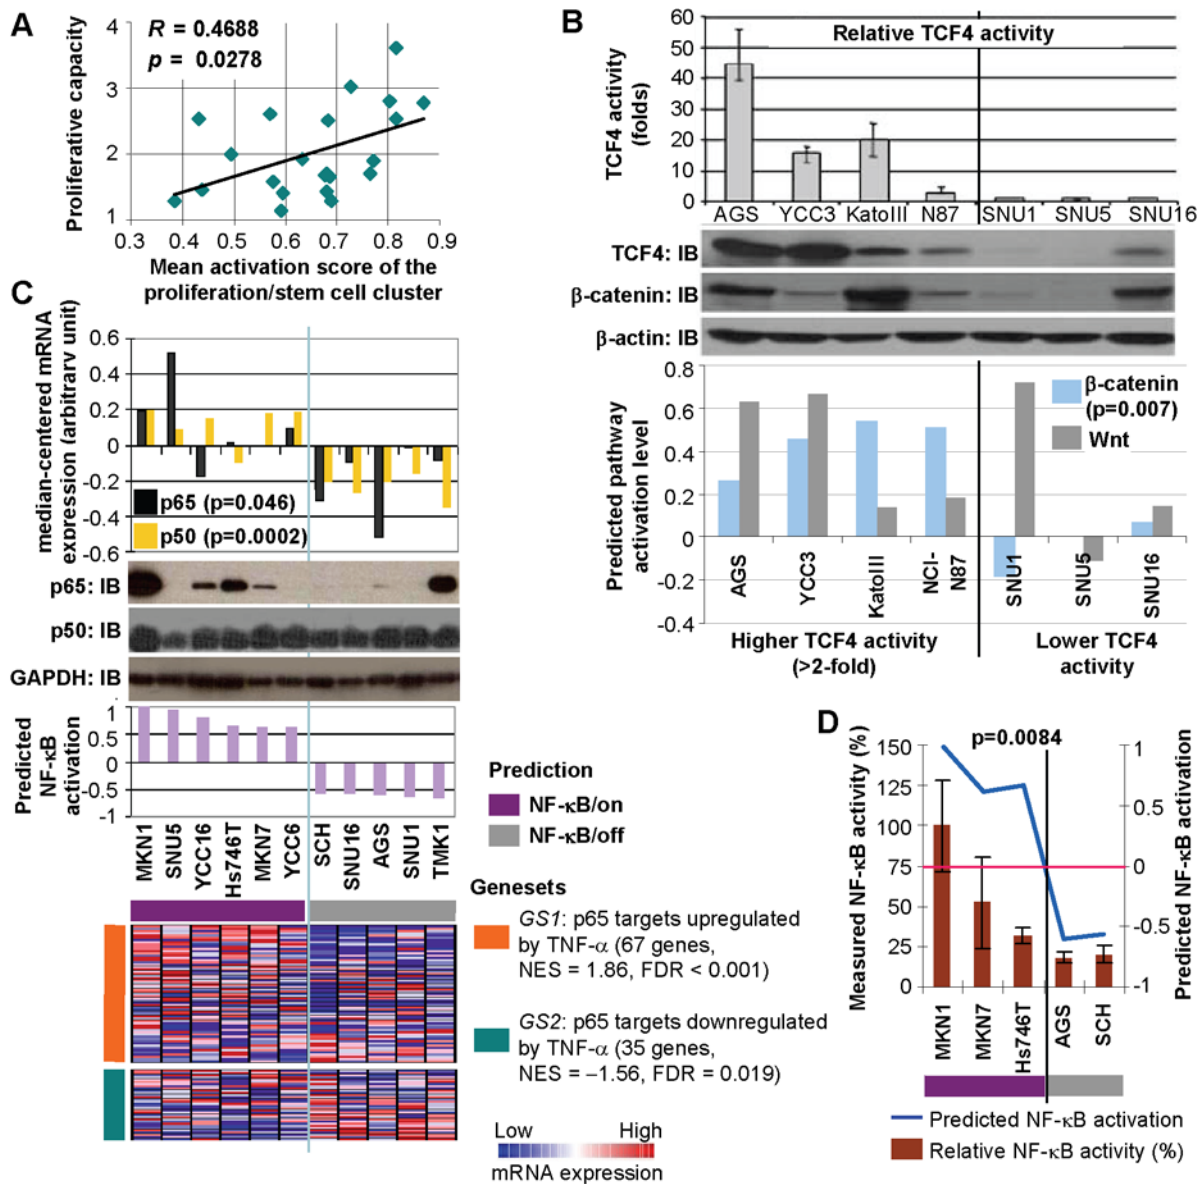 A
R = 0.4688
p = 0.0278
Proliferative capacity
4
3
2
1
0.3 0.4 0.5 0.6 0.7 0.8 0.9
Mean activation score of the
proliferation/stem cell cluster
B
Relative TCF4 activity
TCF4 activity
(folds)
60
50
40
30
20
10
0
AGS YCC3 KatoIII N87 SNU1 SNU5 SNU16
TCF4: IB
β-catenin: IB
β-actin: IB
Predicted pathway
activation level
0.8
0.6
0.4
0.2
0
-0.2
-0.4
β-catenin
(p=0.007)
Wnt
AGS
YCC3
KatoIII
NCI-
N87
SNU1
SNU5
SNU16
Higher TCF4 activity
(>2-fold)
Lower TCF4
activity
C
median-centered mRNA
expression (arbitrary unit)
0.6
0.4
0.2
0
-0.2
-0.4
-0.6
p65 (p=0.046)
p50 (p=0.0002)
p65: IB
p50: IB
GAPDH: IB
Predicted
NF-κB
activation
1
0.5
0
-0.5
-1
MKN1
SNU5
YCC16
Hs746T
MKN7
YCC6
SCH
SNU16
AGS
SNU1
TMK1
Prediction
NF-κB/on
NF-κB/off
Genesets
GS1: p65 targets upregulated
by TNF-α (67 genes,
NES = 1.86, FDR < 0.001)
GS2: p65 targets downregulated
by TNF-α (35 genes,
NES = −1.56, FDR = 0.019)
Low High
mRNA expression
D
p=0.0084
Measured NF-κB activity (%)
150
125
100
75
50
25
0
Predicted NF-κB activation
1
0.5
0
-0.5
-1
MKN1
MKN7
Hs746T
AGS
SCH
Predicted NF-κB activation
Relative NF-κB activity (%)